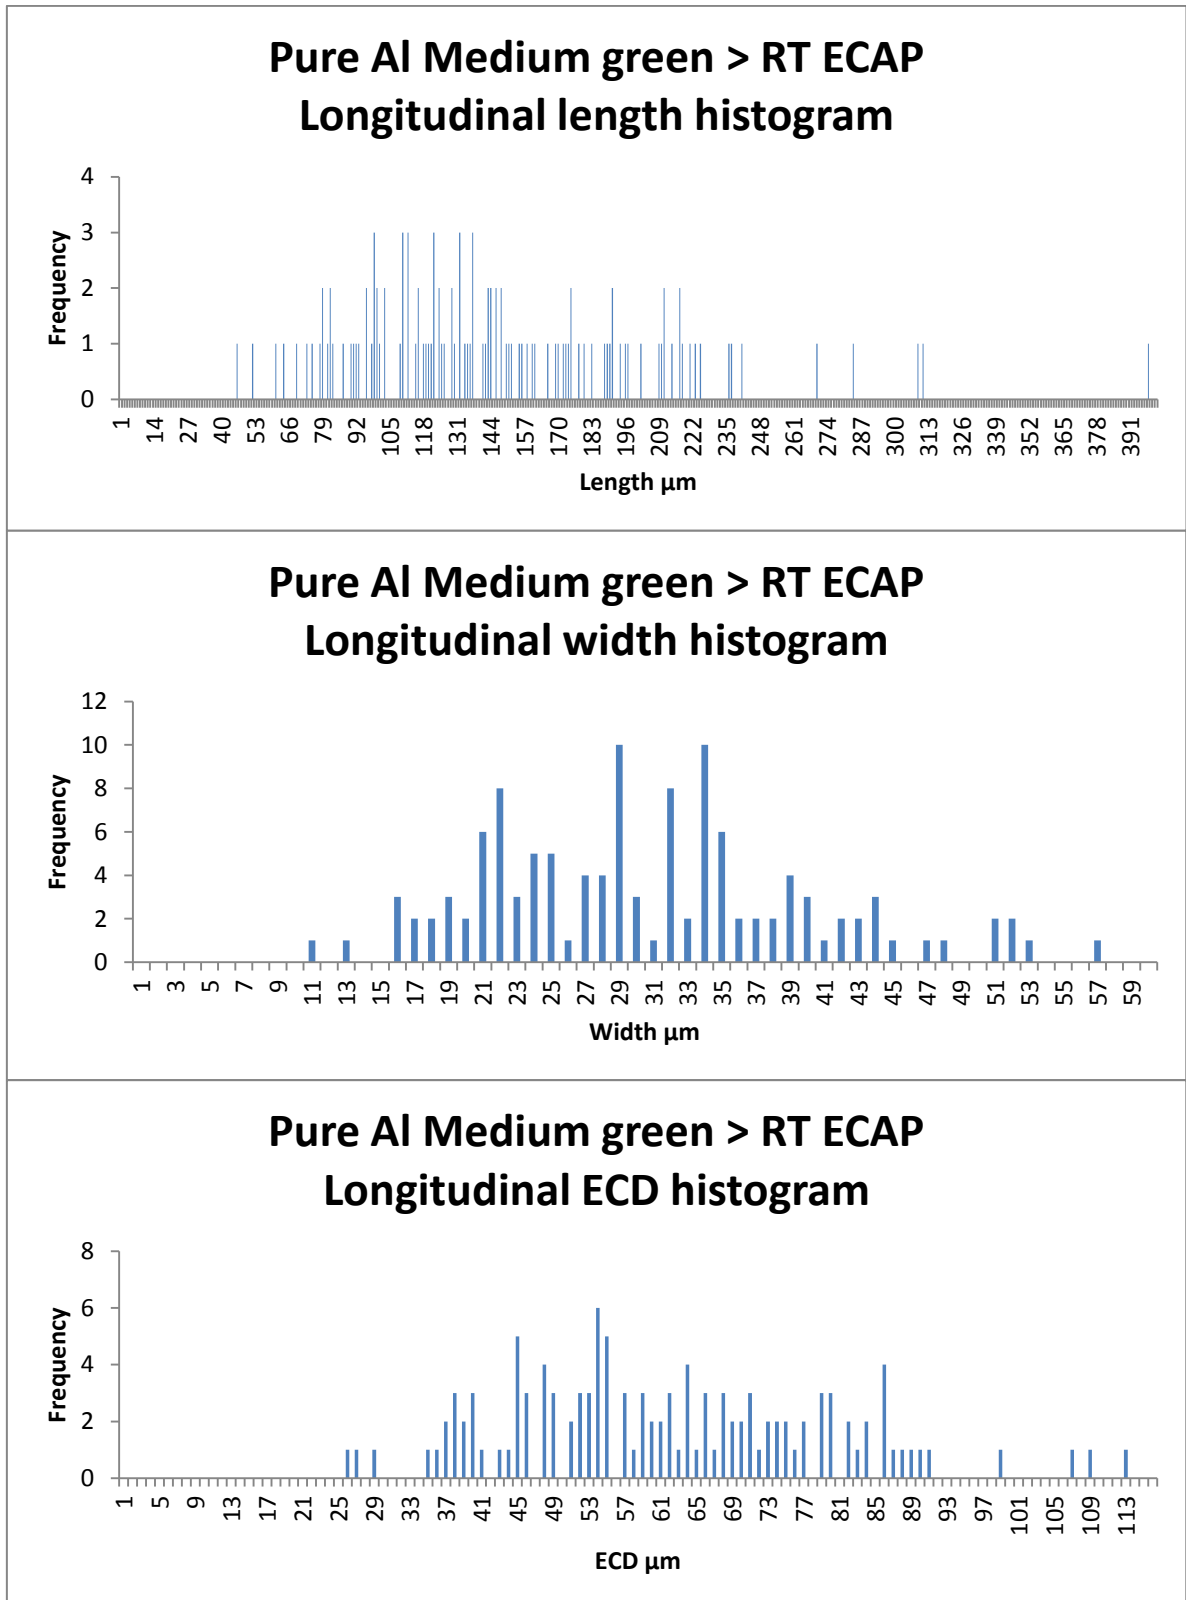 Pure Al Medium green > RT ECAP
Longitudinal length histogram
Frequency
4
3
2
1
0
1 14 27 40 53 66 79 92 105 118 131 144 157 170 183 196 209 222 235 248 261 274 287 300 313 326 339 352 365 378 391
Length µm
Pure Al Medium green > RT ECAP
Longitudinal width histogram
Frequency
12
10
8
6
4
2
0
1 3 5 7 9 11 13 15 17 19 21 23 25 27 29 31 33 35 37 39 41 43 45 47 49 51 53 55 57 59
Width µm
Pure Al Medium green > RT ECAP
Longitudinal ECD histogram
Frequency
8
6
4
2
0
1 5 9 13 17 21 25 29 33 37 41 45 49 53 57 61 65 69 73 77 81 85 89 93 97 101 105 109 113
ECD µm